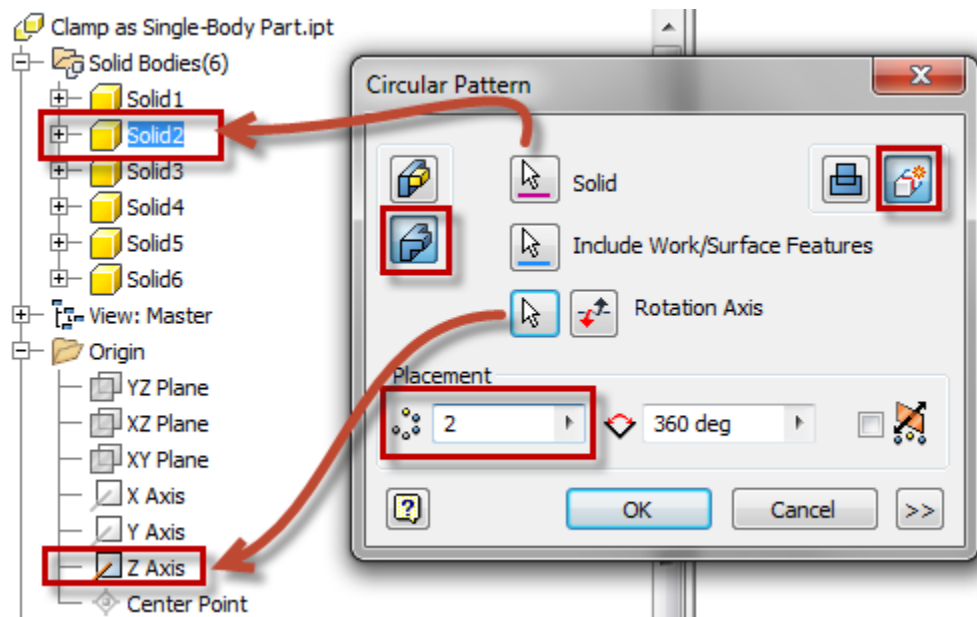 Clamp as Single-Body Part.ipt
Solid Bodies(6)
Solid1
Solid2
Solid3
Solid4
Solid5
Solid6
View: Master
Origin
YZ Plane
XZ Plane
XY Plane
X Axis
Y Axis
Z Axis
Center Point
Circular Pattern
Solid
Include Work/Surface Features
Rotation Axis
Placement
2
360 deg
?
OK
Cancel
>>